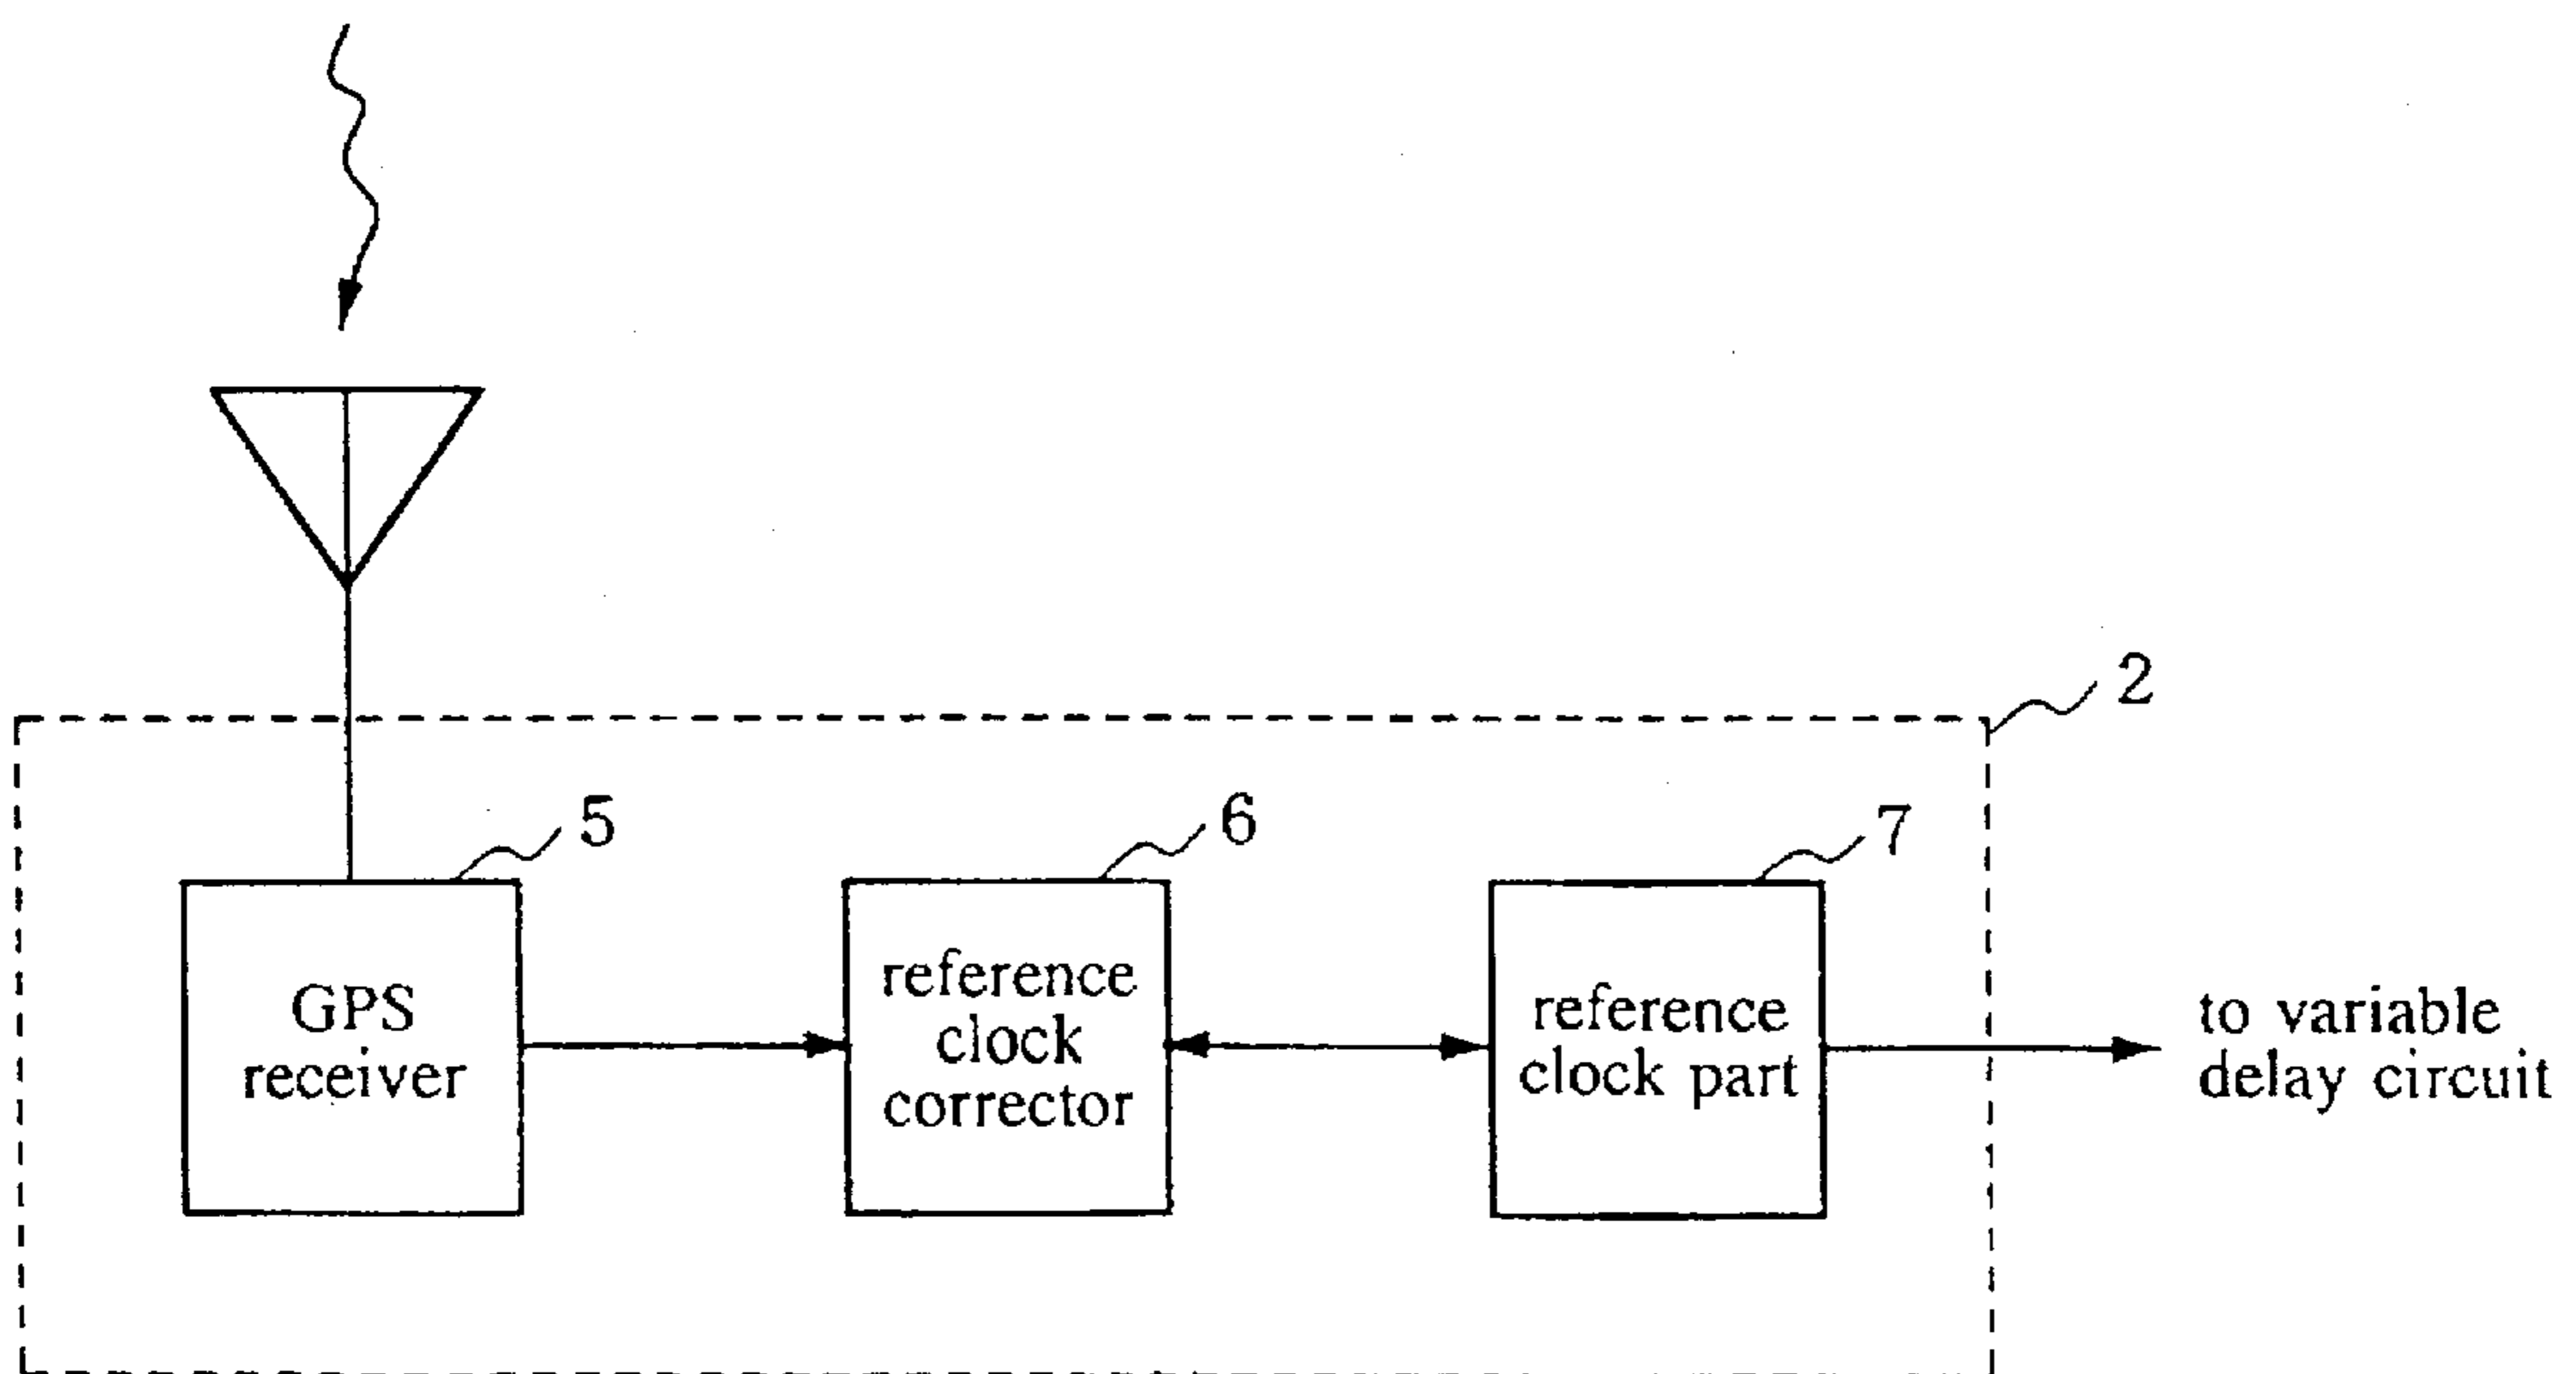 2
5
6
7
GPS
receiver
reference
clock
corrector
reference
clock part
to variable
delay circuit